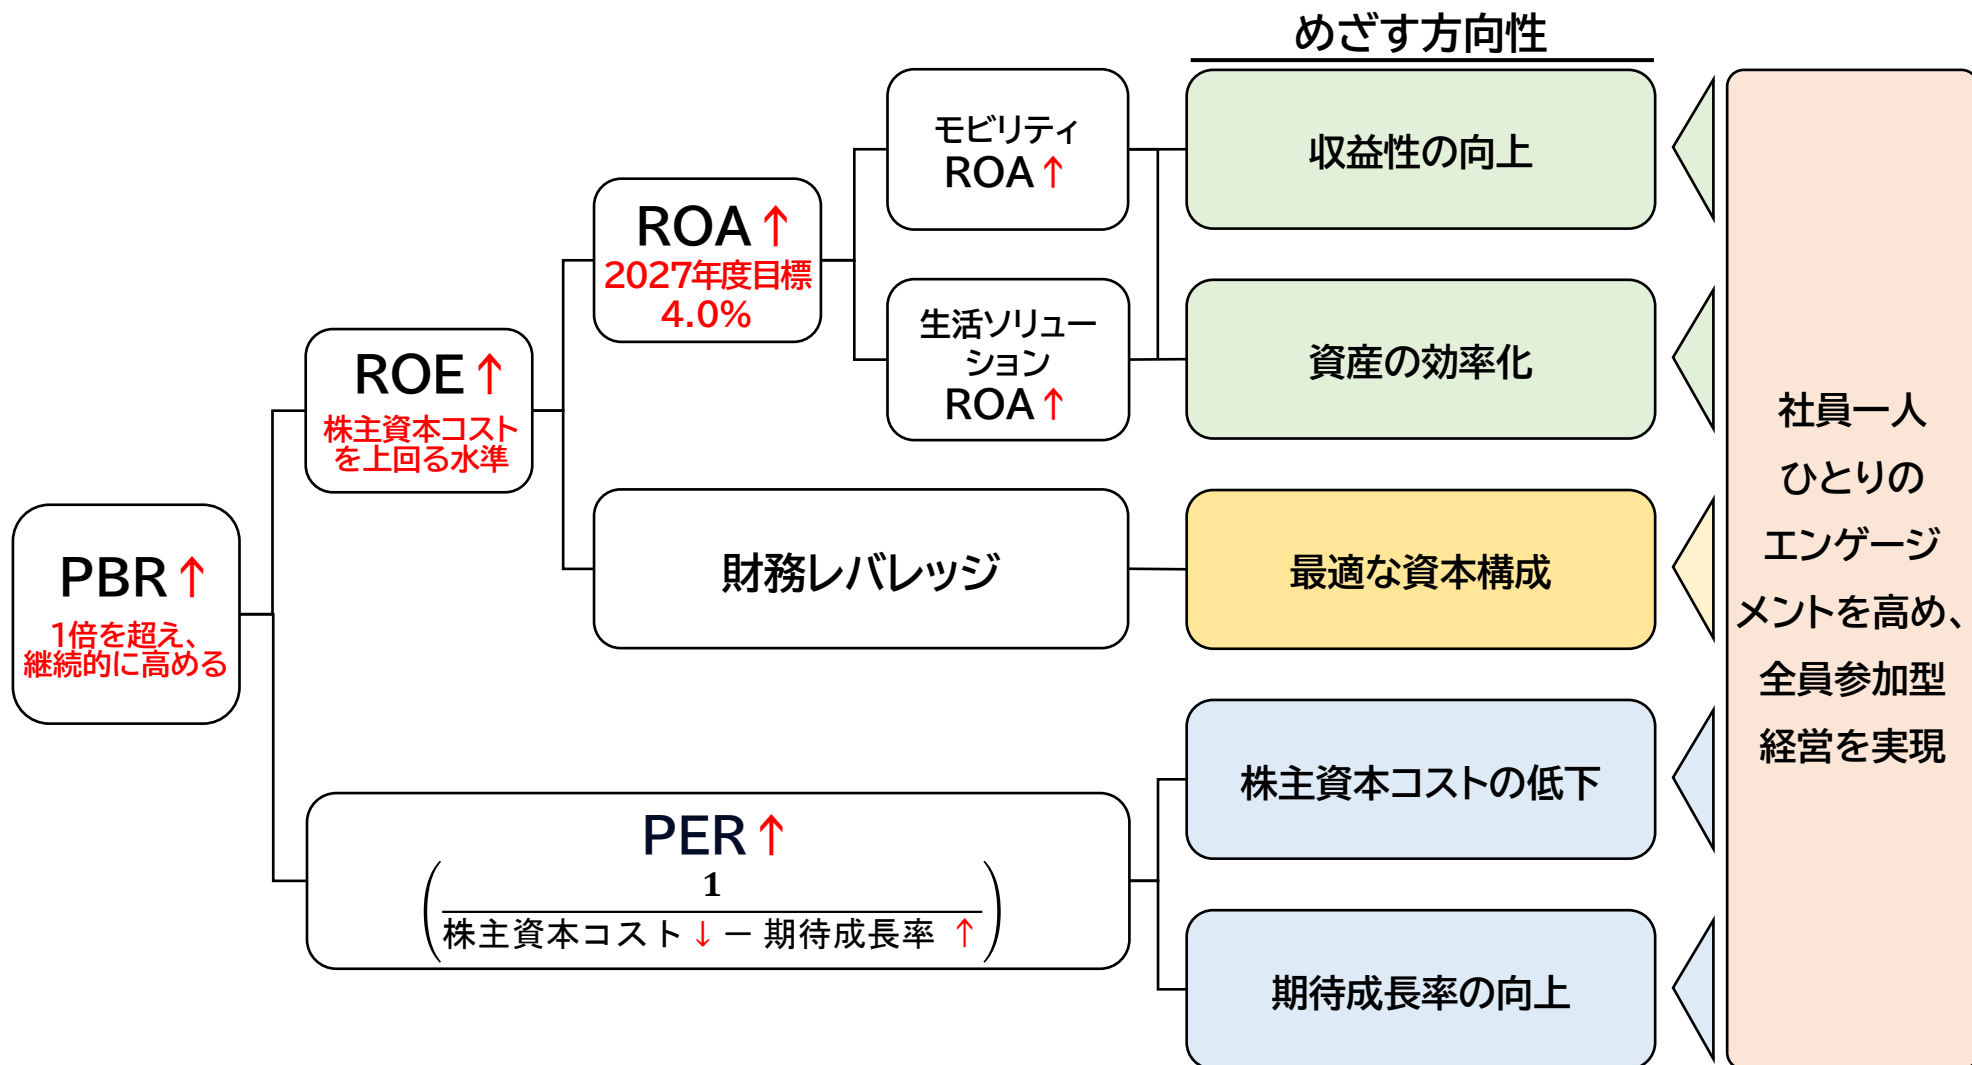 めざす方向性
PBR↑
1倍を超え、
継続的に高める
ROE↑
株主資本コスト
を上回る水準
ROA↑
2027年度目標
4.0%
モビリティ
ROA↑
生活ソリュー
ション
ROA↑
財務レバレッジ
PER↑
1
株主資本コスト↓ー期待成長率 ↑
収益性の向上
資産の効率化
最適な資本構成
株主資本コストの低下
期待成長率の向上
社員一人
ひとりの
エンゲージ
メントを高め、
全員参加型
経営を実現